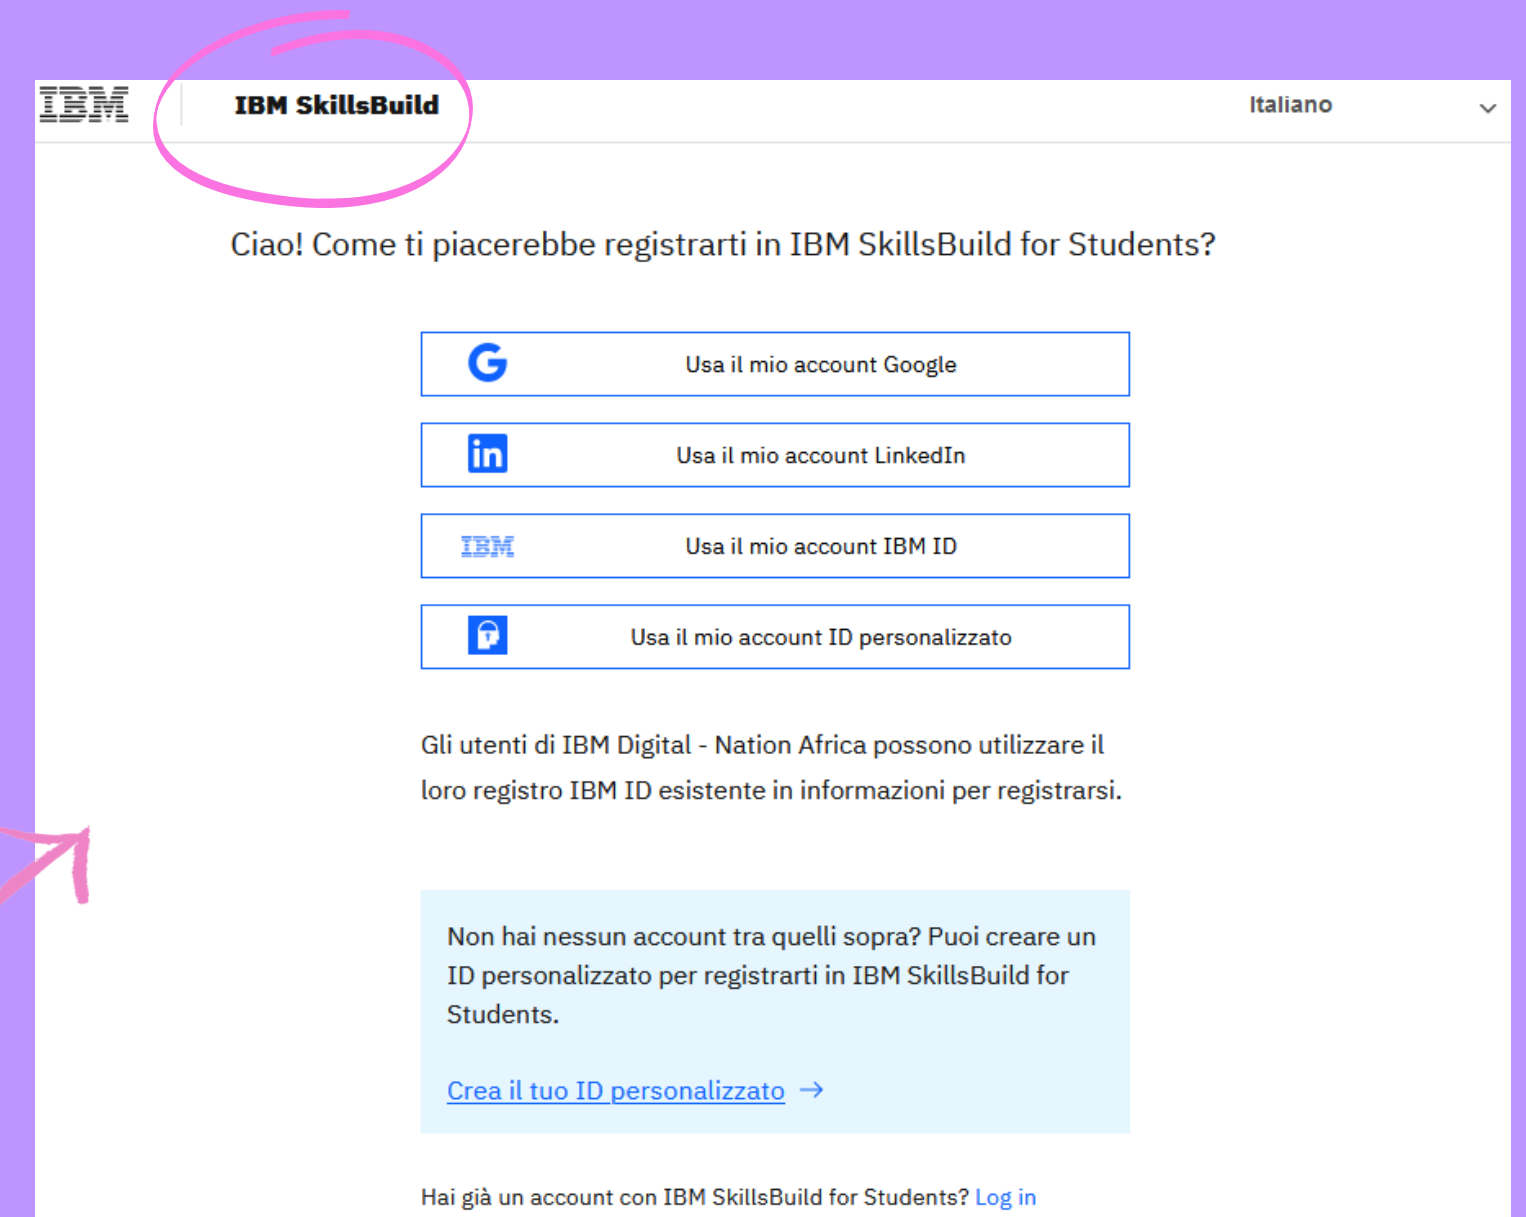 IBM IBM SkillsBuild Italiano
Ciao! Come ti piacerebbe registrarti in IBM SkillsBuild for Students?
Usa il mio account Google
in Usa il mio account LinkedIn
IBM Usa il mio account IBM ID
Usa il mio account ID personalizzato
Gli utenti di IBM Digital - Nation Africa possono utilizzare il
loro registro IBM ID esistente in informazioni per registrarsi.
Non hai nessun account tra quelli sopra? Puoi creare un
ID personalizzato per registrarti in IBM SkillsBuild for
Students.
Crea il tuo ID personalizzato →
Hai già un account con IBM SkillsBuild for Students? Log in